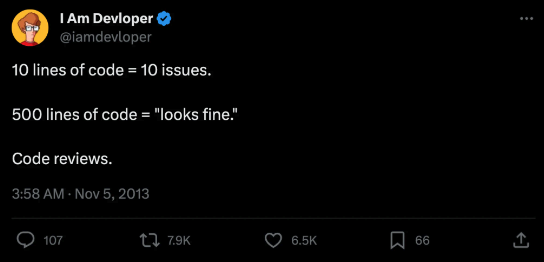 I Am Devloper
@iamdevloper
10 lines of code = 10 issues.
500 lines of code = "looks fine."
Code reviews.
3:58 AM · Nov 5, 2013
107 7.9K 6.5K 66